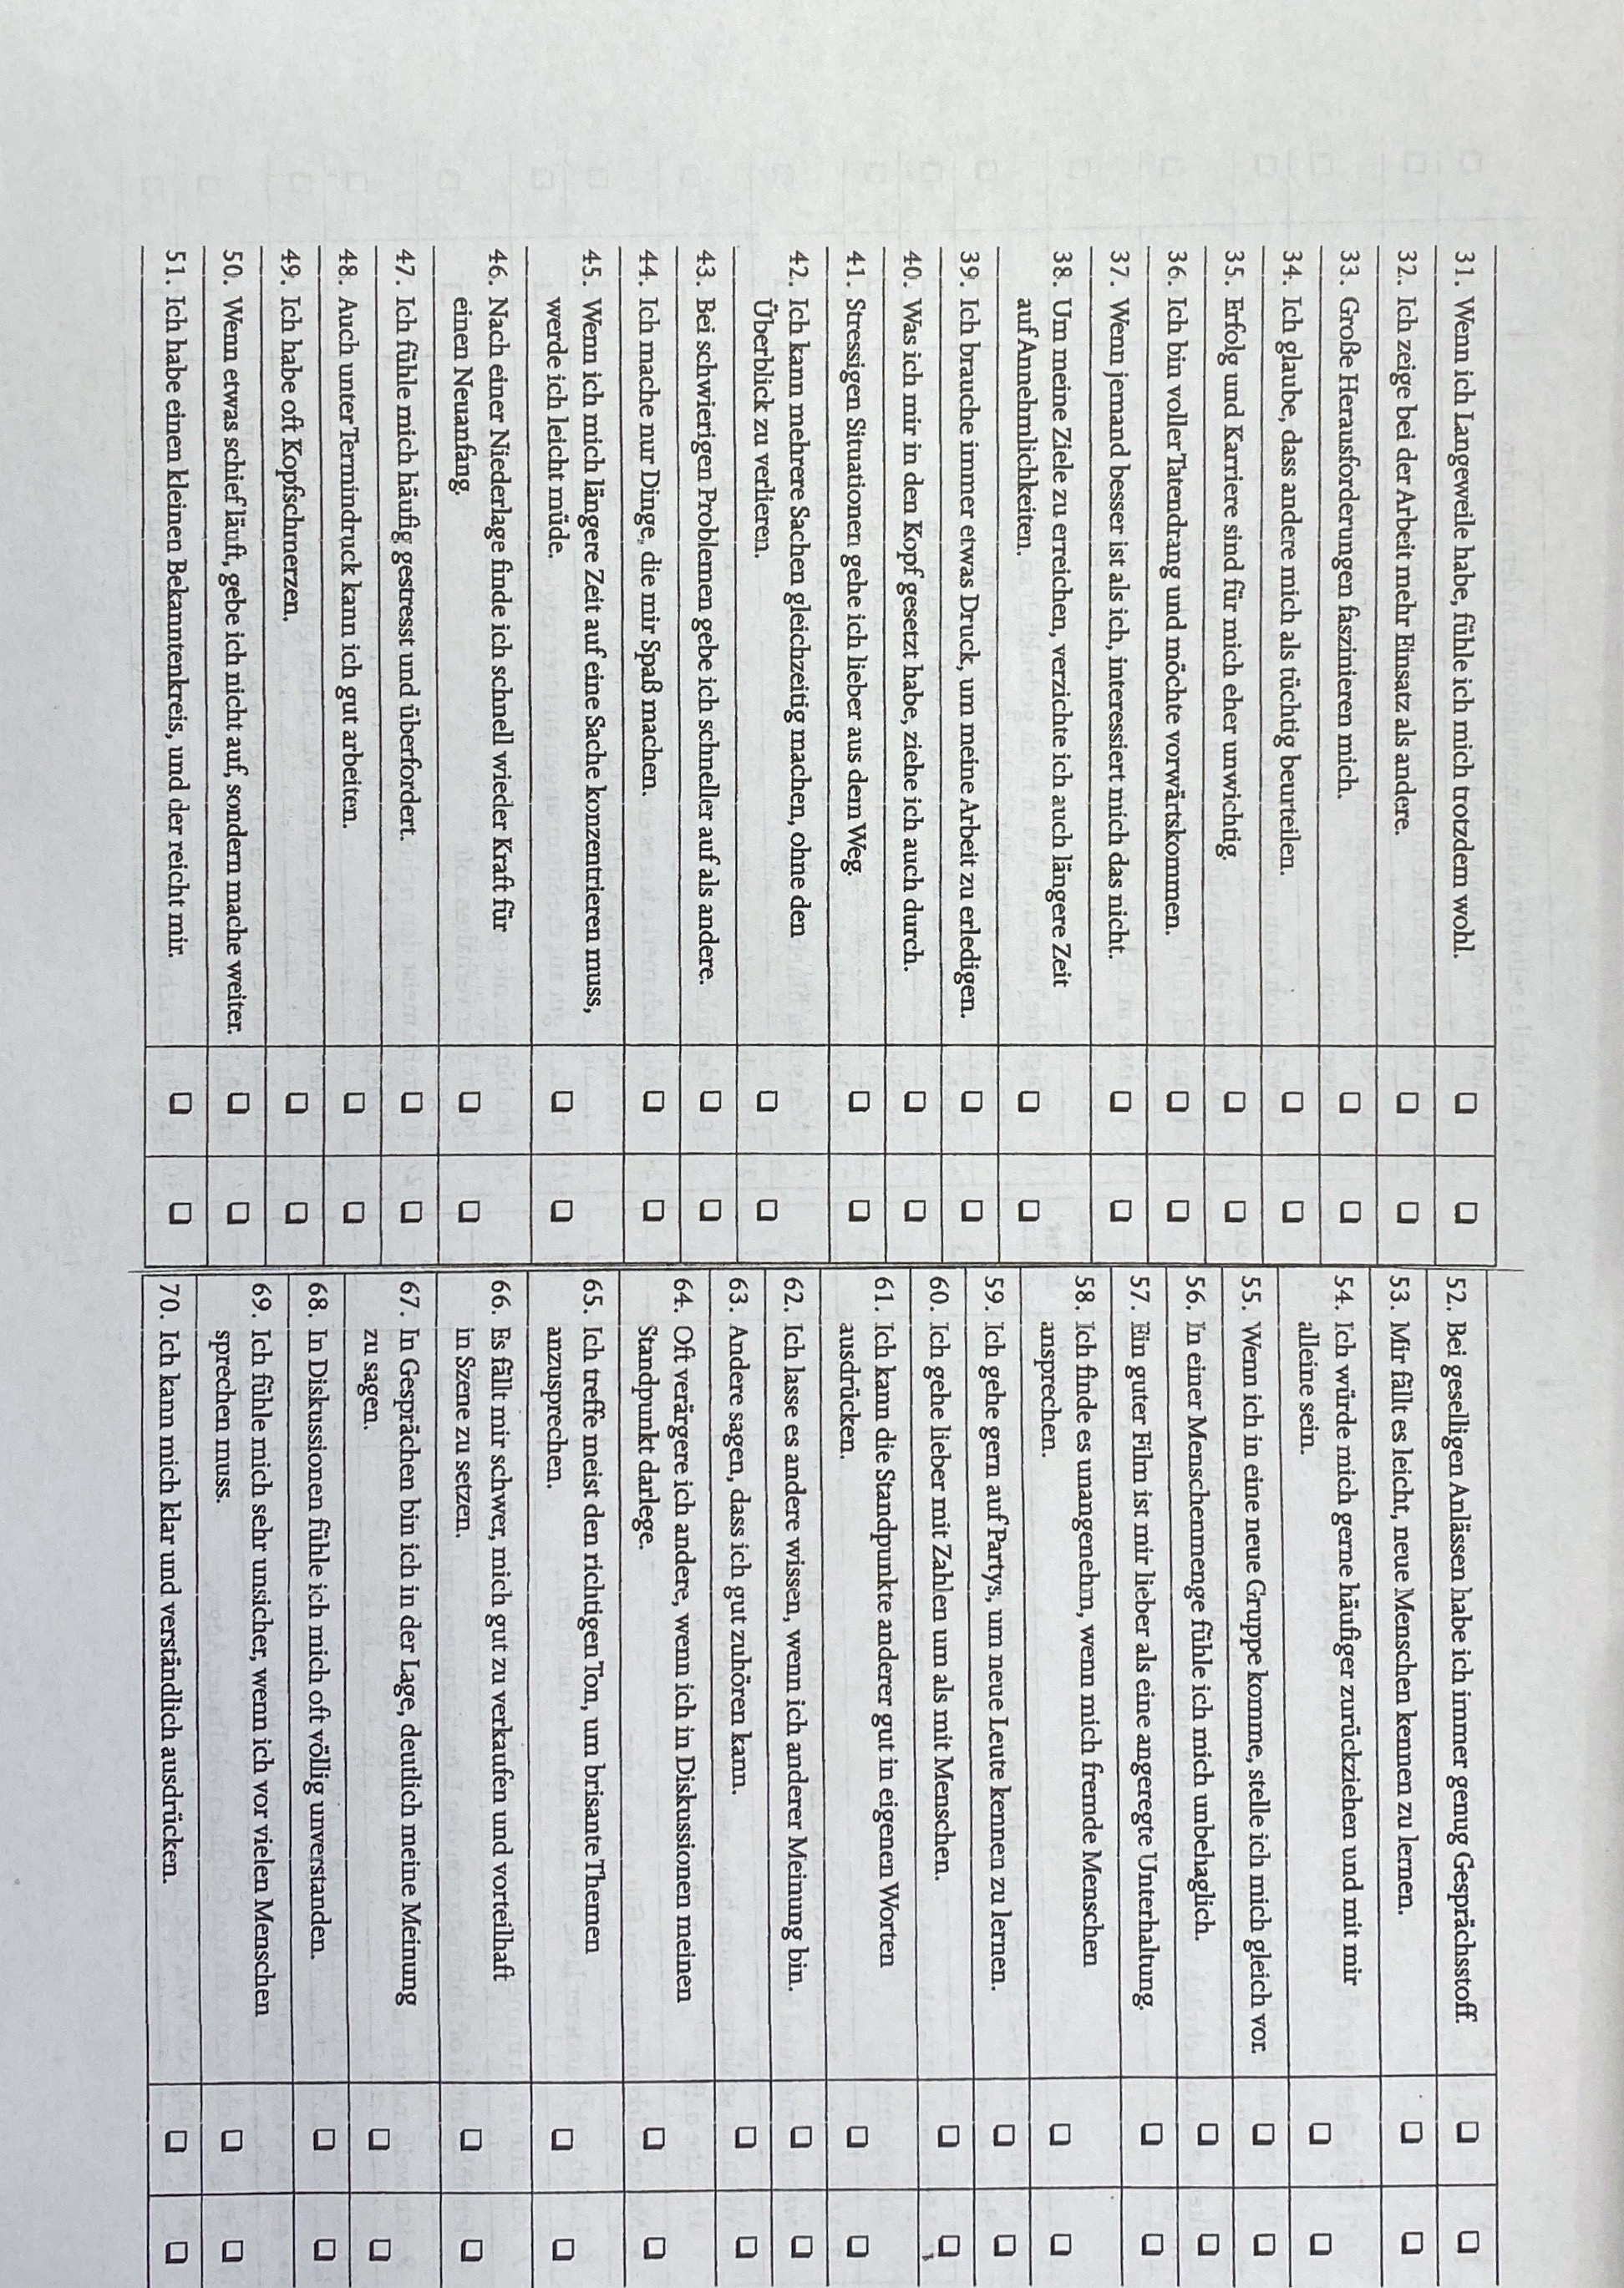 31. Wenn ich Langeweile habe, fühle ich mich trotzdem wohl.
32. Ich zeige bei der Arbeit mehr Einsatz als andere.
33. Große Herausforderungen faszinieren mich.
34. Ich glaube, dass andere mich als tüchtig beurteilen.
35. Erfolg und Karriere sind für mich eher unwichtig.
36. Ich bin voller Tatendrang und möchte vorwärtskommen.
37. Wenn jemand besser ist als ich, interessiert mich das nicht.
38. Um meine Ziele zu erreichen, verzichte ich auch längere Zeit
auf Annehmlichkeiten.
39. Ich brauche immer etwas Druck, um meine Arbeit zu erledigen.
40. Was ich mir in den Kopf gesetzt habe, ziehe ich auch durch.
41. Stressigen Situationen gehe ich lieber aus dem Weg.
42. Ich kann mehrere Sachen gleichzeitig machen, ohne den
Überblick zu verlieren.
43. Bei schwierigen Problemen gebe ich schneller auf als andere.
44. Ich mache nur Dinge, die mir Spaß machen.
45. Wenn ich mich längere Zeit auf eine Sache konzentrieren muss,
werde ich leicht müde.
46. Nach einer Niederlage finde ich schnell wieder Kraft für
einen Neuanfang.
47. Ich fühle mich häufig gestresst und überfordert.
48. Auch unter Termindruck kann ich gut arbeiten.
49. Ich habe oft Kopfschmerzen.
50. Wenn etwas schief läuft, gebe ich nicht auf, sondern mache weiter.
51. Ich habe einen kleinen Bekanntenkreis, und der reicht mir.
52. Bei geselligen Anlässen habe ich immer genug Gesprächsstoff.
53. Mir fällt es leicht, neue Menschen kennen zu lernen.
54. Ich würde mich gerne häufiger zurückziehen und mit mir
alleine sein.
55. Wenn ich in eine neue Gruppe komme, stelle ich mich gleich vor.
56. In einer Menschenmenge fühle ich mich unbehaglich.
57. Ein guter Film ist mir lieber als eine angeregte Unterhaltung.
58. Ich finde es unangenehm, wenn mich fremde Menschen
ansprechen.
59. Ich gehe gern auf Partys, um neue Leute kennen zu lernen.
60. Ich gehe lieber mit Zahlen um als mit Menschen.
61. Ich kann die Standpunkte anderer gut in eigenen Worten
ausdrücken.
62. Ich lasse es andere wissen, wenn ich anderer Meinung bin.
63. Andere sagen, dass ich gut zuhören kann.
64. Oft verärgere ich andere, wenn ich in Diskussionen meinen
Standpunkt darlege.
65. Ich treffe meist den richtigen Ton, um brisante Themen
anzusprechen.
66. Es fällt mir schwer, mich gut zu verkaufen und vorteilhaft
in Szene zu setzen.
67. In Gesprächen bin ich in der Lage, deutlich meine Meinung
zu sagen.
68. In Diskussionen fühle ich mich oft völlig unverstanden.
69. Ich fühle mich sehr unsicher, wenn ich vor vielen Menschen
sprechen muss.
70. Ich kann mich klar und verständlich ausdrücken.